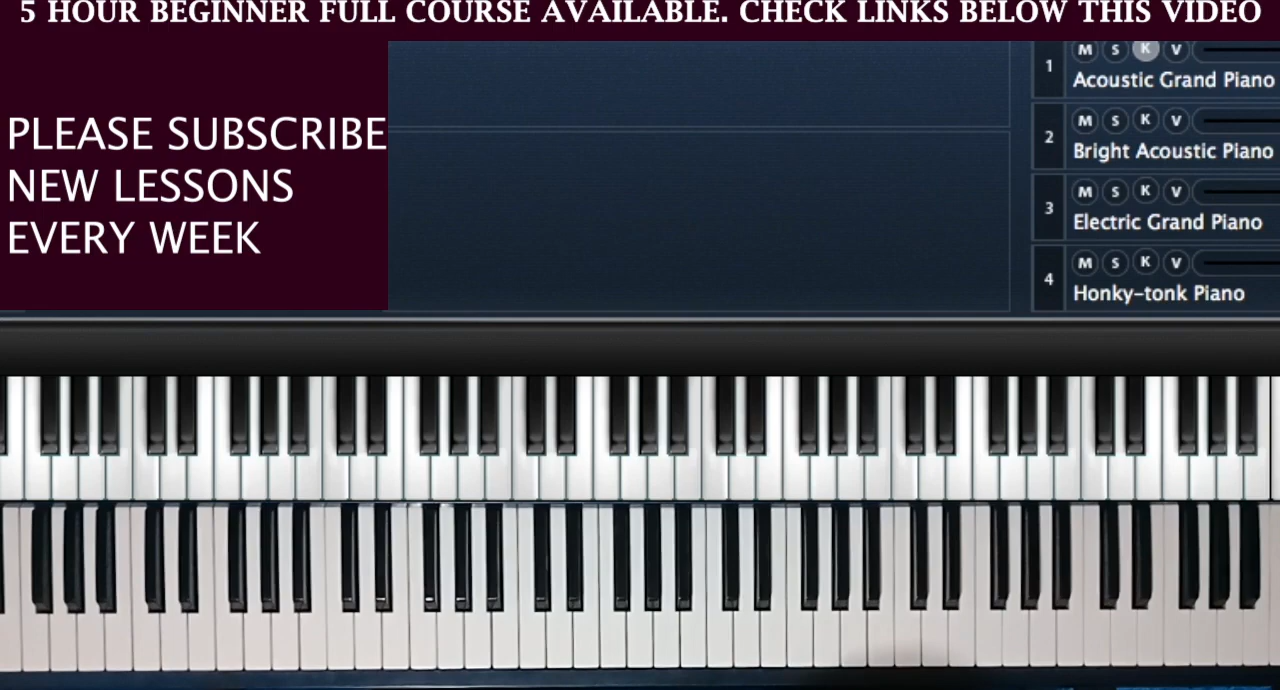 5 HOUR BEGINNER FULL COURSE AVAILABLE. CHECK LINKS BELOW THIS VIDEO
PLEASE SUBSCRIBE
NEW LESSONS
EVERY WEEK
1
M S K V
Acoustic Grand Piano
2
M S K V
Bright Acoustic Piano
3
M S K V
Electric Grand Piano
4
M S K V
Honky-tonk Piano